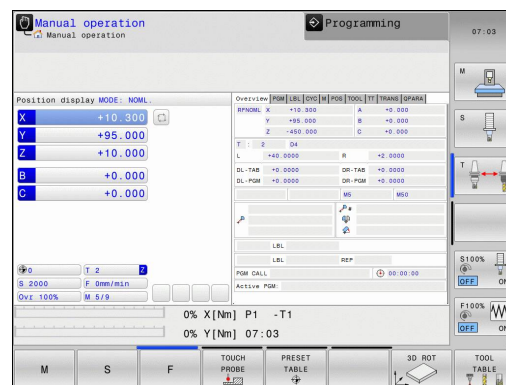 Manual operation
Manual operation
Programming
07:03
Position display MODE: NOML.
X +10.300
Y +95.000
Z +10.000
B +0.000
C +0.000
0 T 2 Z
S 2000 F 0mm/min
Ovr 100% M 5/9
Overview PGM LBL CYC M POS TOOL TT TRANS QPARA
RFNOML X +10.300 A +0.000
Y +95.000 B +0.000
Z -450.000 C +0.000
T : 2 D4
L +40.0000 R +2.0000
DL-TAB +0.0000 DR-TAB +0.0000
DL-PGM +0.0000 DR-PGM +0.0000
M5 M50
P #
P
LBL
LBL REP
PGM CALL 00:00:00
Active PGM:
0% X[Nm] P1 -T1
0% Y[Nm] 07:03
M
S
T
S100%
OFF ON
F100%
OFF ON
M
S
F
TOUCH PROBE
PRESET TABLE
3D ROT
TOOL TABLE